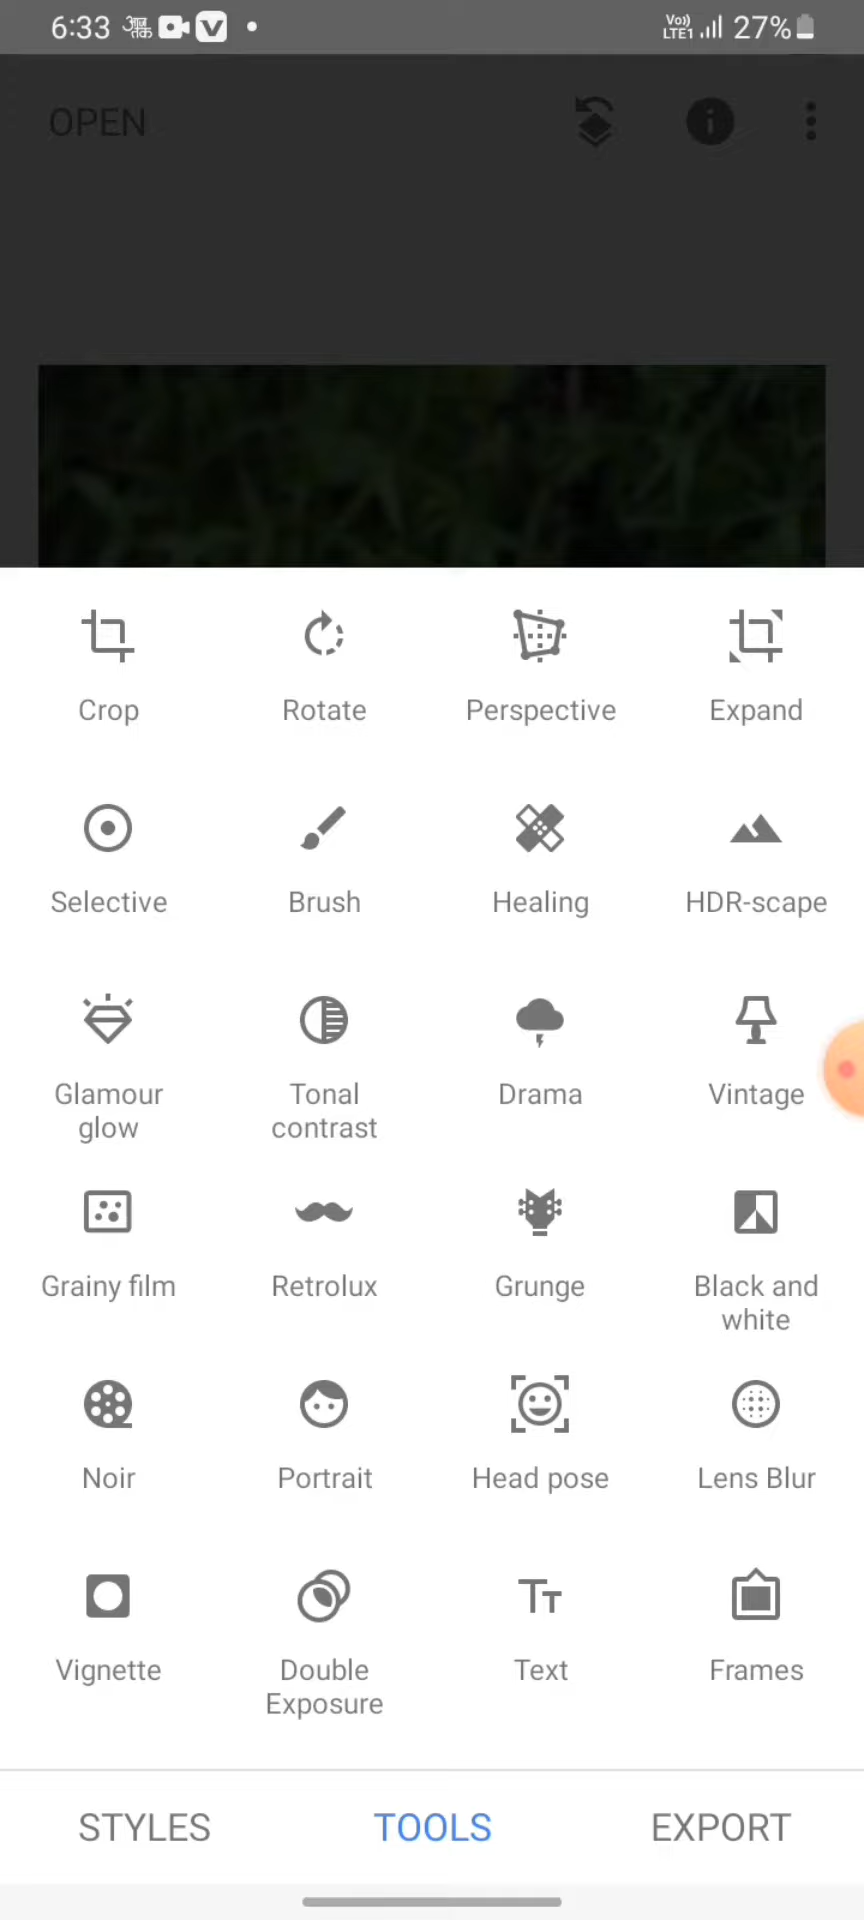 6:33
Vo))
LTE1
27%
OPEN
Crop Rotate Perspective Expand
Selective Brush Healing HDR-scape
Glamour glow Tonal contrast Drama Vintage
Grainy film Retrolux Grunge Black and white
Noir Portrait Head pose Lens Blur
Vignette Double Exposure Text Frames
STYLES TOOLS EXPORT